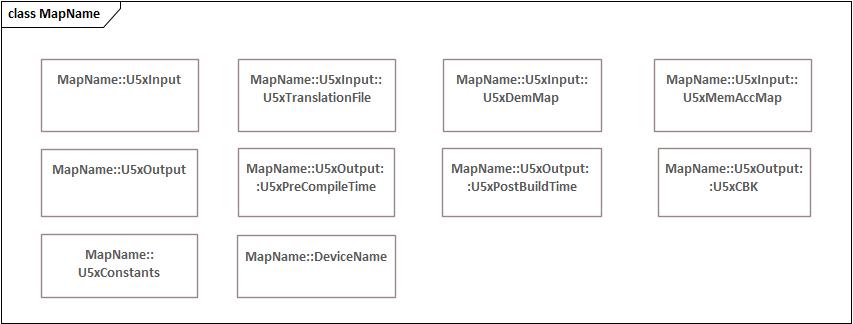 class MapName
MapName::U5xInput
MapName::U5xInput::
U5xTranslationFile
MapName::U5xInput::
U5xDemMap
MapName::U5xInput::
U5xMemAccMap
MapName::U5xOutput
MapName::U5xOutput:
:U5xPreCompileTime
MapName::U5xOutput:
:U5xPostBuildTime
MapName::U5xOutput:
:U5xCBK
MapName::
U5xConstants
MapName::DeviceName